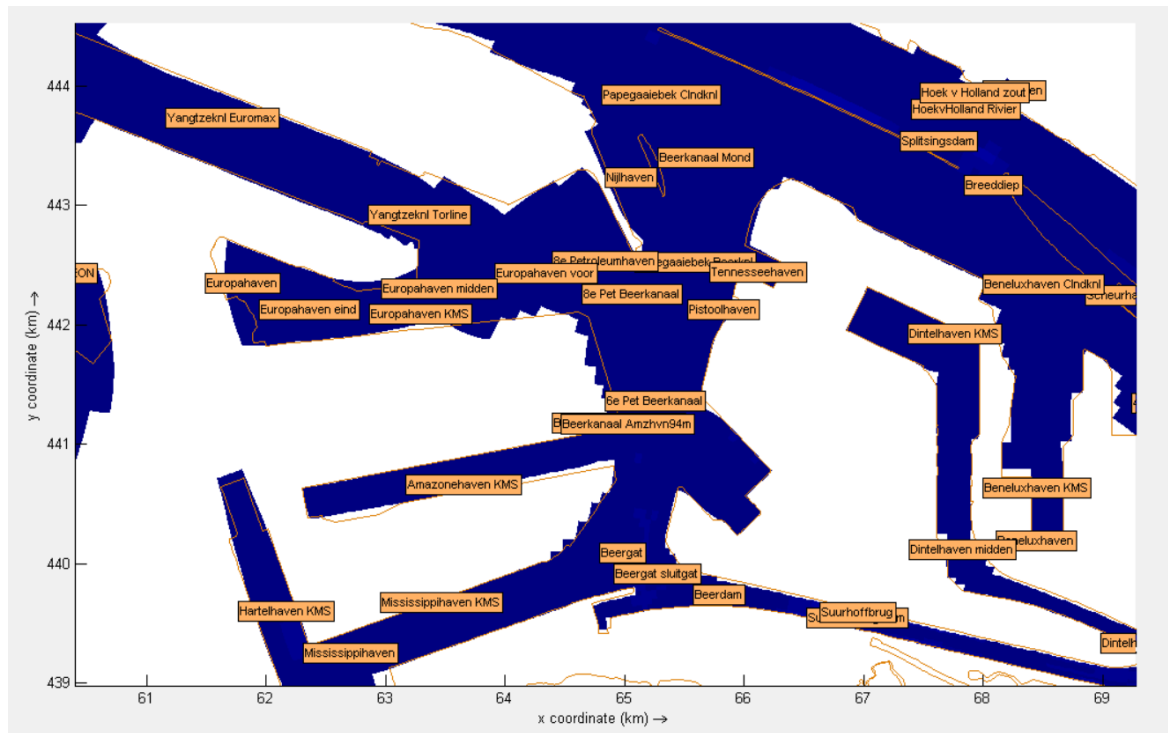 444
Papegaaiebek Clndknl
Hoek v Holland zout
HoekvHolland Rivier
Yangtzeknl Euromax
Splitsingsdam
Beerkanaal Mond
Nijlhaven
Breeddiep
443
Yangtzeknl Torline
8e Petroleumhaven
Europahaven voor
Tennesseehaven
ON
Europahaven
Europahaven midden
8e Pet Beerkanaal
Beneluxhaven Clndknl
Europahaven eind
Europahaven KMS
Pistoolhaven
442
Dintelhaven KMS
y coordinate (km) →
6e Pet Beerkanaal
Beerkanaal Amzhvn94m
441
Amazonehaven KMS
Beneluxhaven KMS
Beneluxhaven
Dintelhaven midden
440
Beergat
Beergat sluitgat
Beerdam
Mississippihaven KMS
Hartelhaven KMS
Suurhoffbrug
Mississippihaven
Dintelh
439
61 62 63 64 65 66 67 68 69
x coordinate (km) →